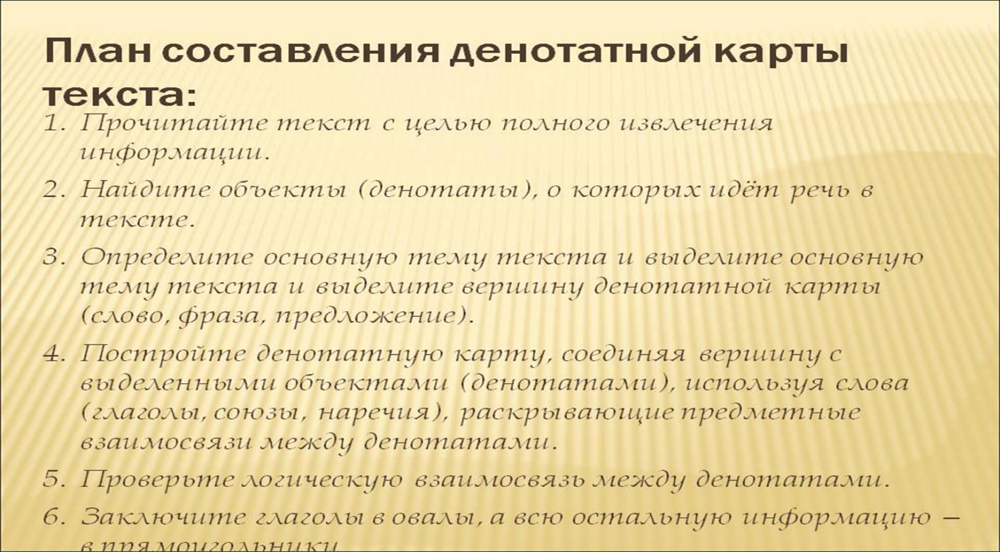 План составления денотатной карты
текста:
1. Прочитайте текст с целью полного извлечения
информации.
2. Найдите объекты (денотаты), о которых идёт речь в
тексте.
3. Определите основную тему текста и выделите основную
тему текста и выделите вершину денотатной карты
(слово, фраза, предложение).
4. Постройте денотатную карту, соединяя вершину с
выделенными объектами (денотатами), используя слова
(глаголы, союзы, наречия), раскрывающие предметные
взаимосвязи между денотатами.
5. Проверьте логическую взаимосвязь между денотатами.
6. Заключите глаголы в овалы, а всю остальную информацию –
в прямоугольники